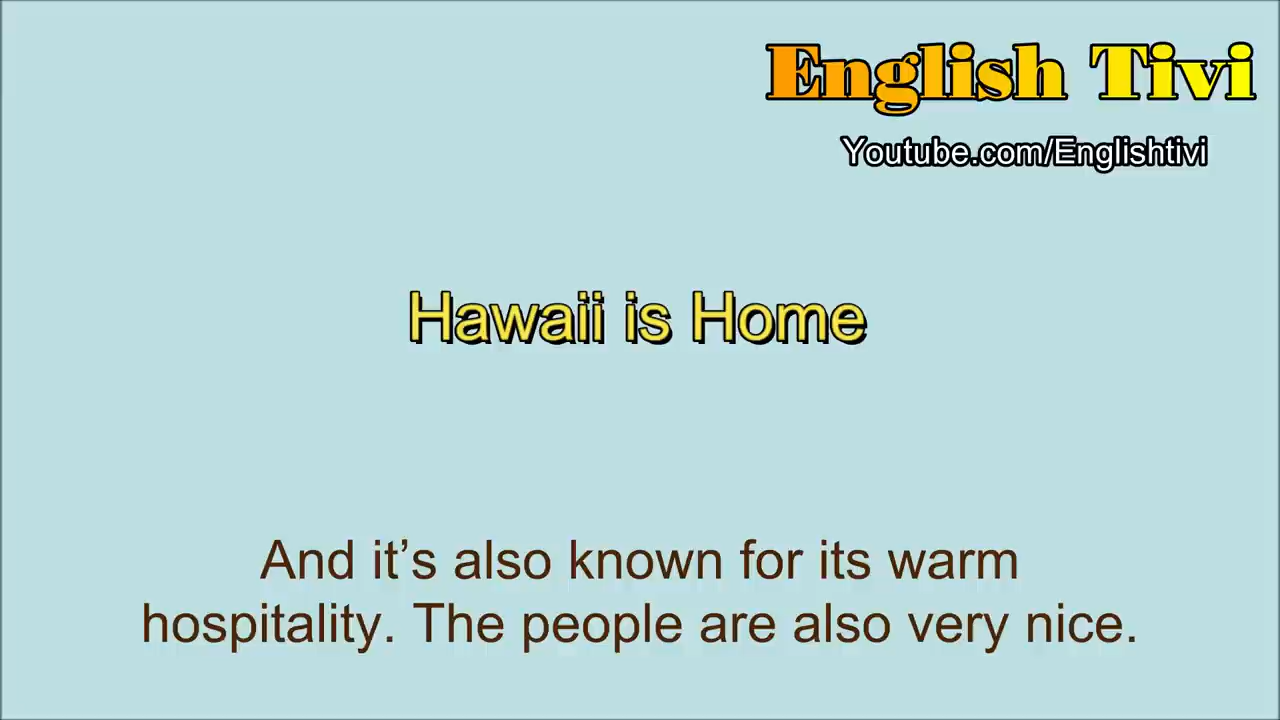 English Tivi
Youtube.com/Englishtivi
Hawaii is Home
And it’s also known for its warm
hospitality. The people are also very nice.